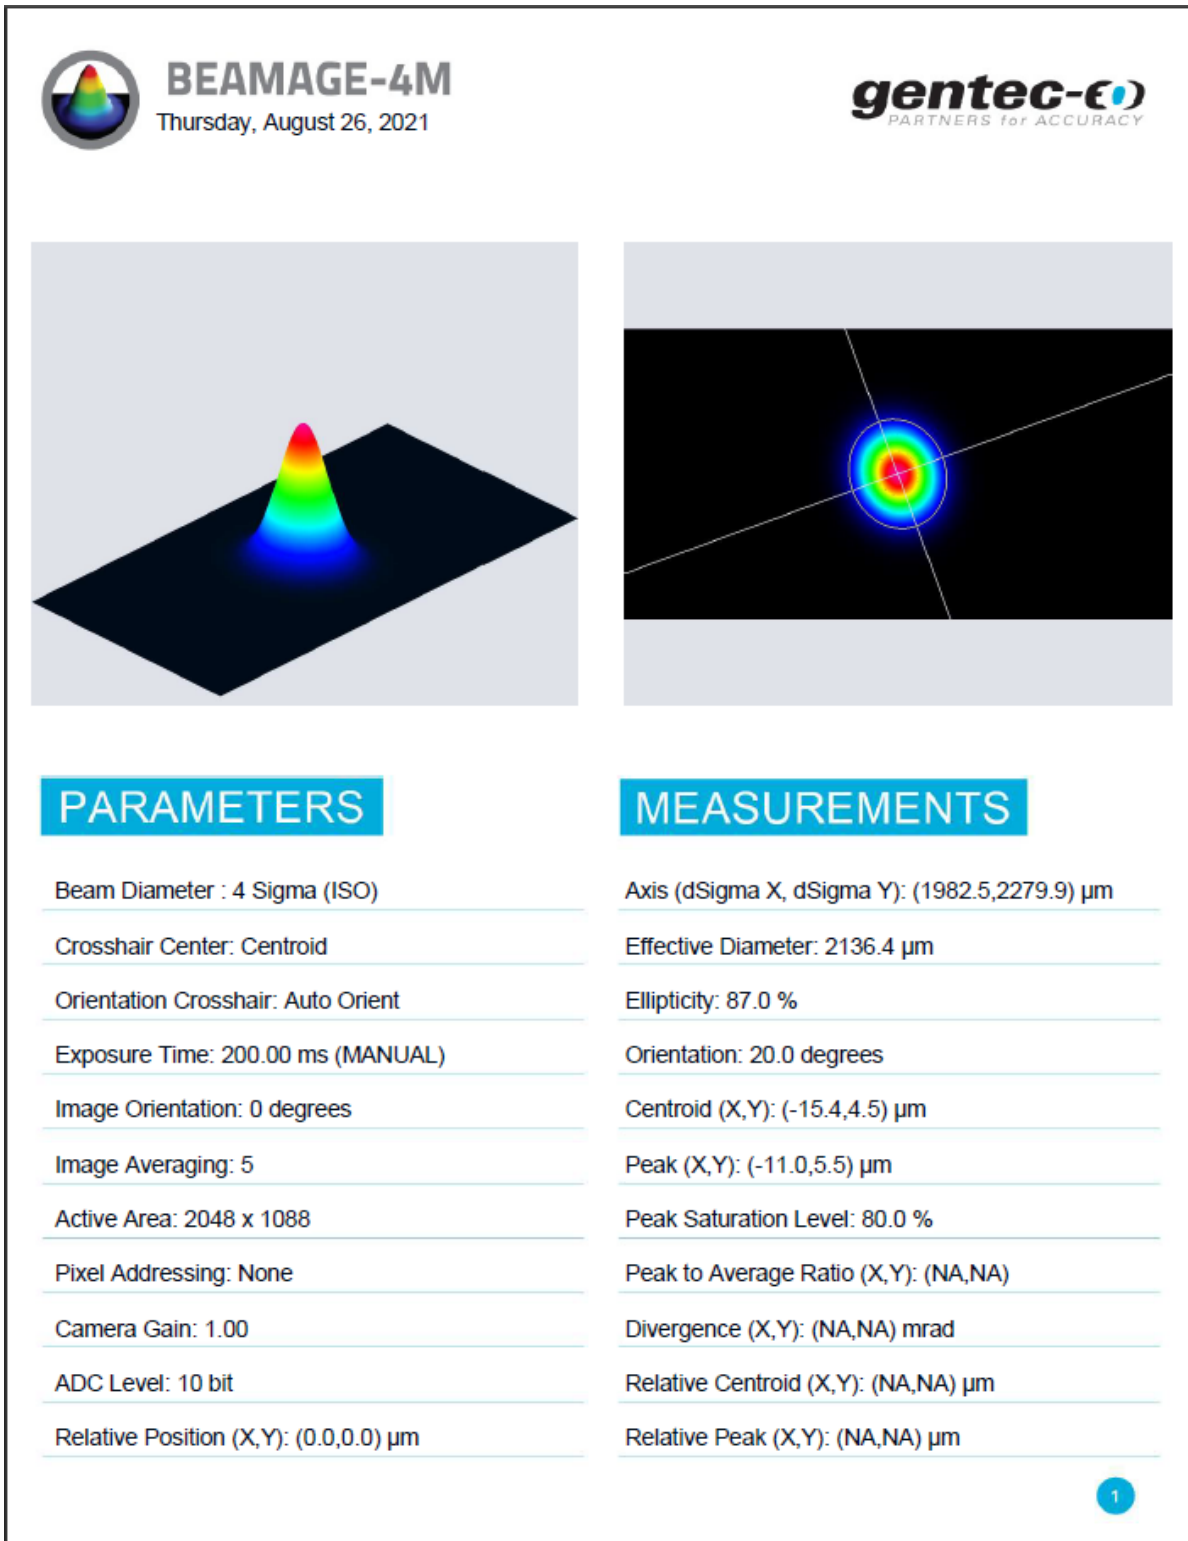 BEAMAGE-4M
Thursday, August 26, 2021
gentec-EO
PARTNERS for ACCURACY
PARAMETERS
Beam Diameter : 4 Sigma (ISO)
Crosshair Center: Centroid
Orientation Crosshair: Auto Orient
Exposure Time: 200.00 ms (MANUAL)
Image Orientation: 0 degrees
Image Averaging: 5
Active Area: 2048 x 1088
Pixel Addressing: None
Camera Gain: 1.00
ADC Level: 10 bit
Relative Position (X,Y): (0.0,0.0) µm
MEASUREMENTS
Axis (dSigma X, dSigma Y): (1982.5,2279.9) µm
Effective Diameter: 2136.4 µm
Ellipticity: 87.0 %
Orientation: 20.0 degrees
Centroid (X,Y): (-15.4,4.5) µm
Peak (X,Y): (-11.0,5.5) µm
Peak Saturation Level: 80.0 %
Peak to Average Ratio (X,Y): (NA,NA)
Divergence (X,Y): (NA,NA) mrad
Relative Centroid (X,Y): (NA,NA) µm
Relative Peak (X,Y): (NA,NA) µm
1